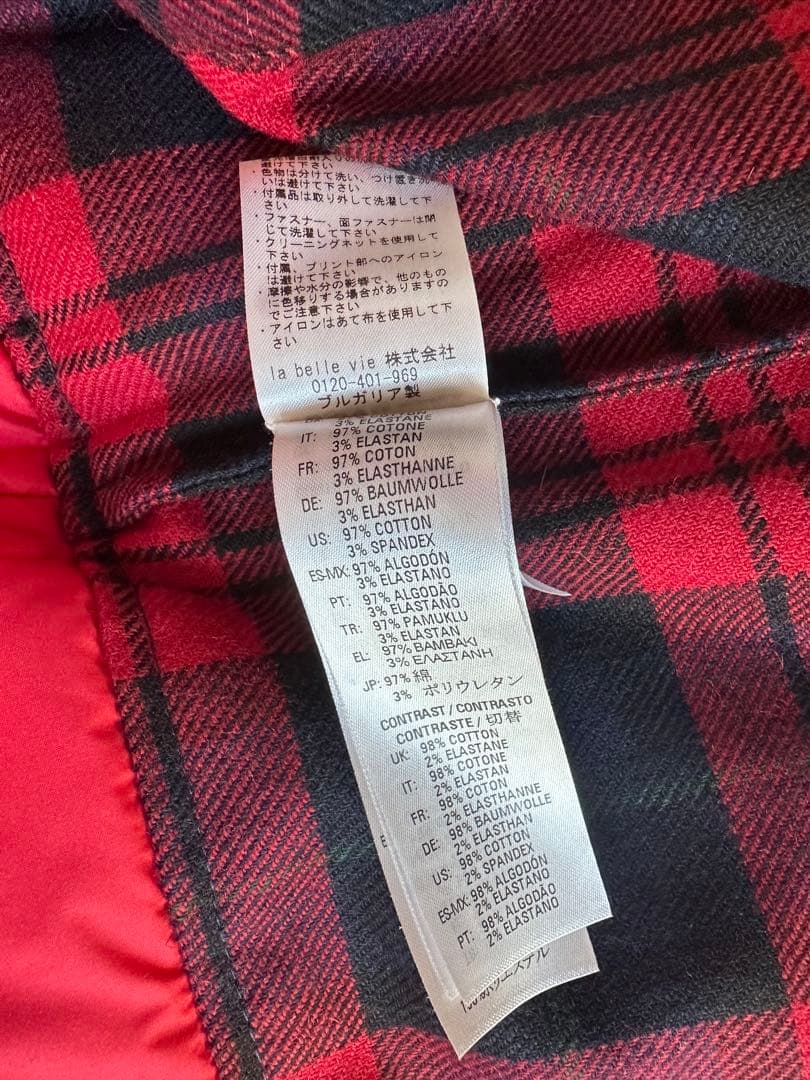 避けて下さい
・色物は分けて洗い、つけ置き洗
いは避けて下さい
・付属品は取り外して洗濯して下
さい
・ファスナー、面ファスナーは閉
じて洗濯して下さい
・クリーニングネットを使用して
下さい
・付属、プリント部へのアイロン
は避けて下さい
・摩擦や水分の影響で、他のもの
に色移りする場合がありますの
でご注意下さい
・アイロンはあて布を使用して下
さい
la belle vie 株式会社
0120-401-969
ブルガリア製
3% ELASTANE
IT: 97% COTONE
3% ELASTAN
FR: 97% COTON
3% ELASTHANNE
DE: 97% BAUMWOLLE
3% ELASTHAN
US: 97% COTTON
3% SPANDEX
ES-MX: 97% ALGODÓN
3% ELASTANO
PT: 97% ALGODÃO
3% ELASTANO
TR: 97% PAMUKLU
3% ELASTAN
EL: 97% ΒΑΜΒΑΚΙ
3% ΕΛΑΣΤΑΝΗ
JP: 97% 綿
3% ポリウレタン
CONTRAST / CONTRASTO
CONTRASTE / 切替
UK: 98% COTTON
2% ELASTANE
IT: 98% COTONE
2% ELASTAN
FR: 98% COTON
2% ELASTHANNE
DE: 98% BAUMWOLLE
2% ELASTHAN
US: 98% COTTON
2% SPANDEX
ES-MX: 98% ALGODÓN
2% ELASTANO
PT: 98% ALGODÃO
2% ELASTANO
E